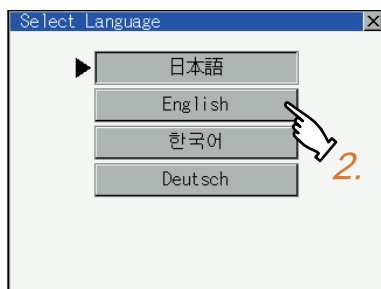 Select Language
日本語
English
한국어
Deutsch
2.